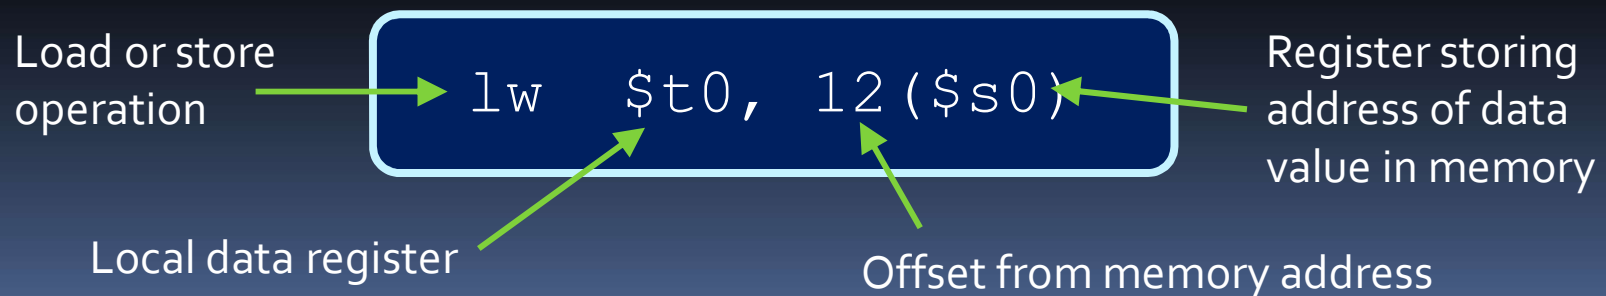 Load or store
operation
lw $t0, 12($s0)
Register storing
address of data
value in memory
Local data register
Offset from memory address